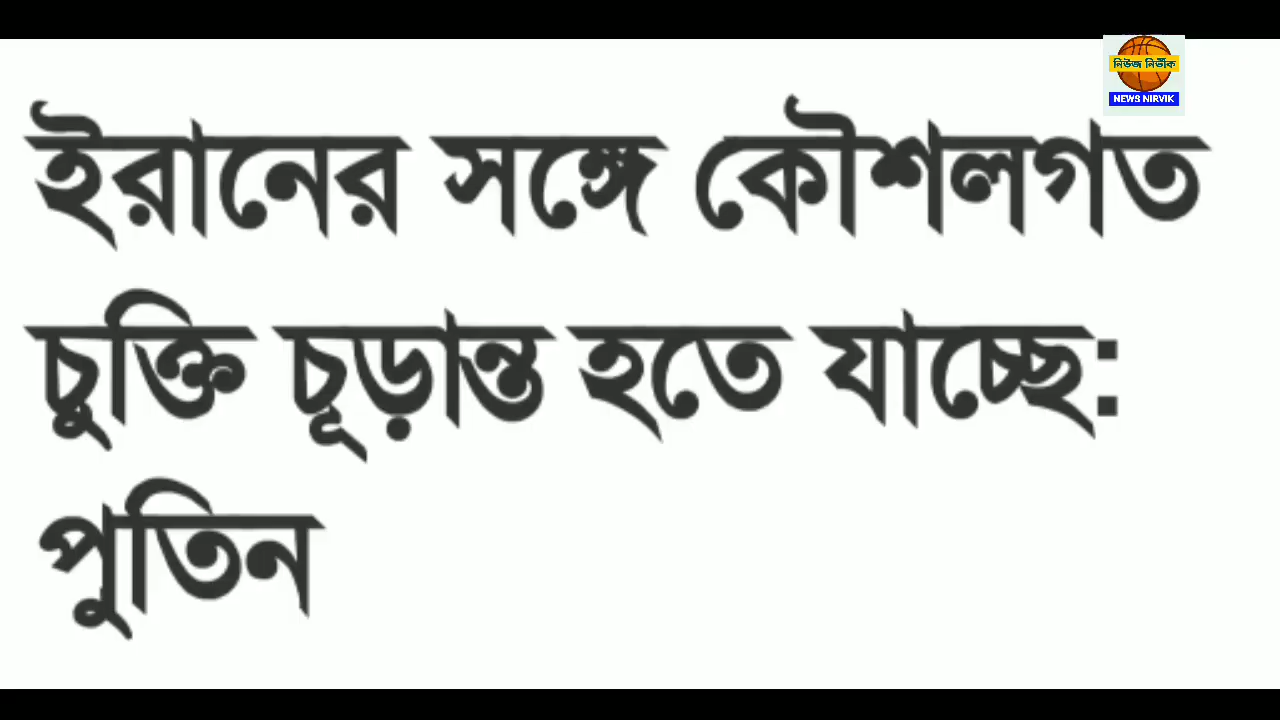 নিউজ নির্ভীক
NEWS NIRVIK
ইরানের সঙ্গে কৌশলগত
চুক্তি চূড়ান্ত হতে যাচ্ছে:
পুতিন